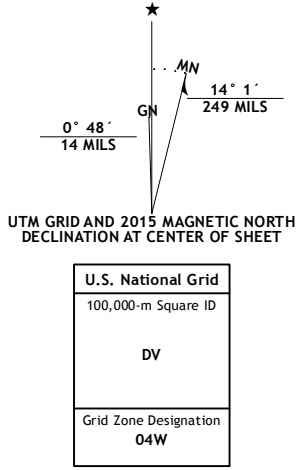 ★
MN
GN
14° 1´
249 MILS
0° 48´
14 MILS
UTM GRID AND 2015 MAGNETIC NORTH
DECLINATION AT CENTER OF SHEET
U.S. National Grid
100,000-m Square ID
DV
Grid Zone Designation
04W